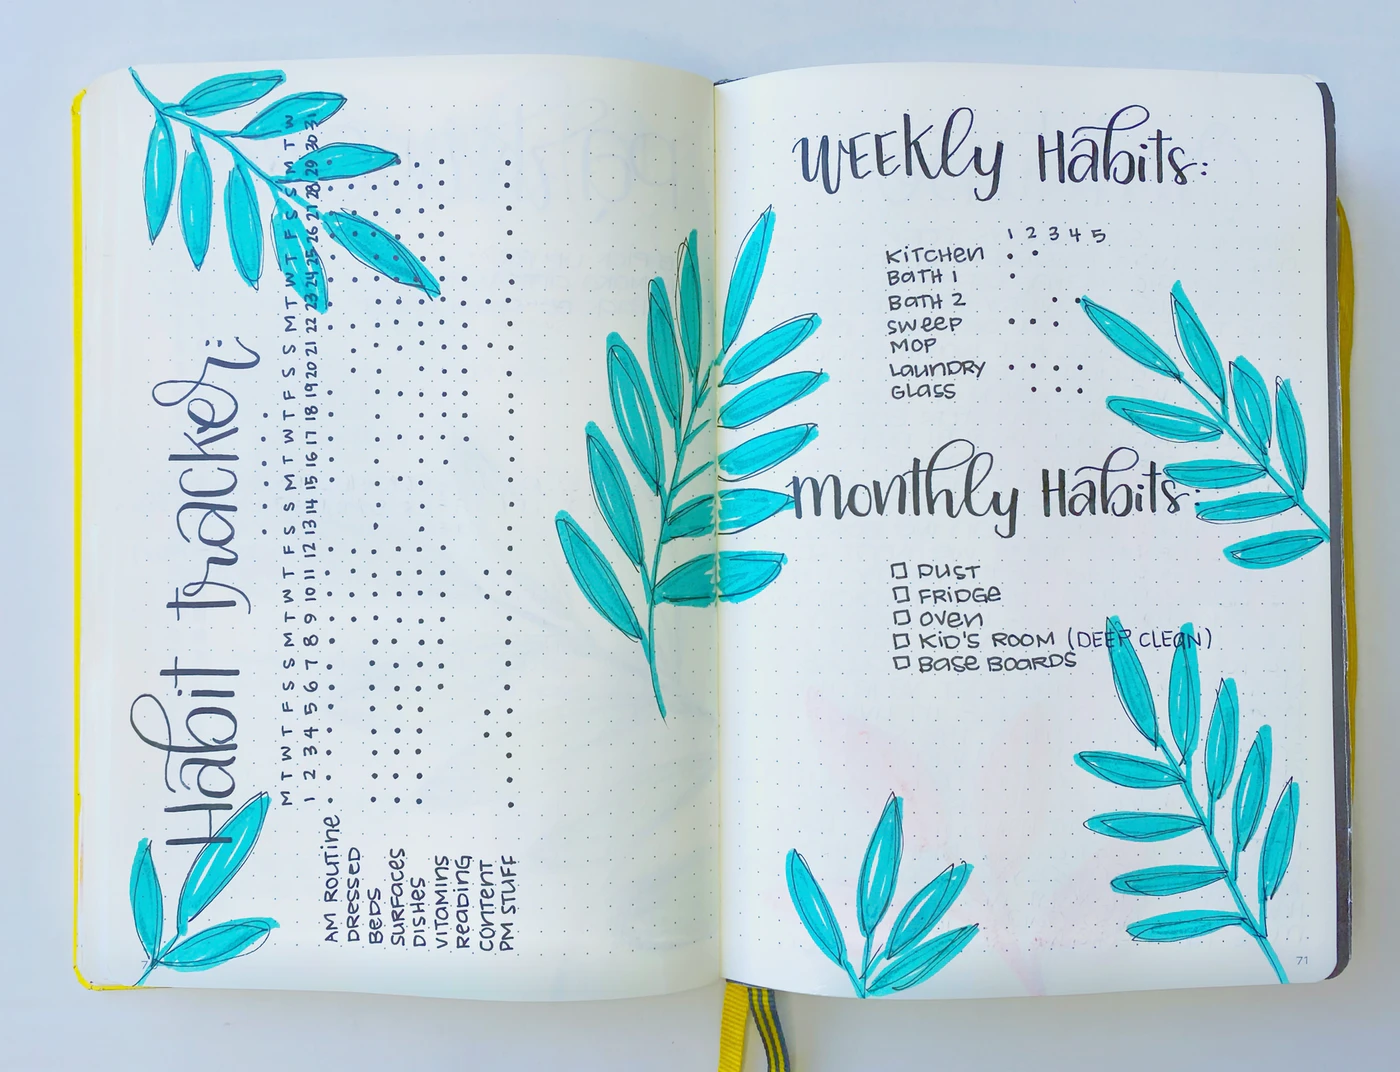 Habit tracker:
M T W T F S S M T W T F S S M T W T F S S M T W T F S S M T W
1 2 3 4 5 6 7 8 9 10 11 12 13 14 15 16 17 18 19 20 21 22 23 24 25 26 27 28 29 30 31
AM ROUTINE
DRESSED
BEDS
SURFACES
DISHES
VITAMINS
READING
CONTENT
PM STUFF
WEEKLY Habits:
1 2 3 4 5
KITCHEN
BATH 1
BATH 2
SWEEP
MOP
LAUNDRY
GLASS
Monthly Habits:
DUST
FRIDGE
OVEN
KID'S ROOM (DEEP CLEAN)
BASE BOARDS
71